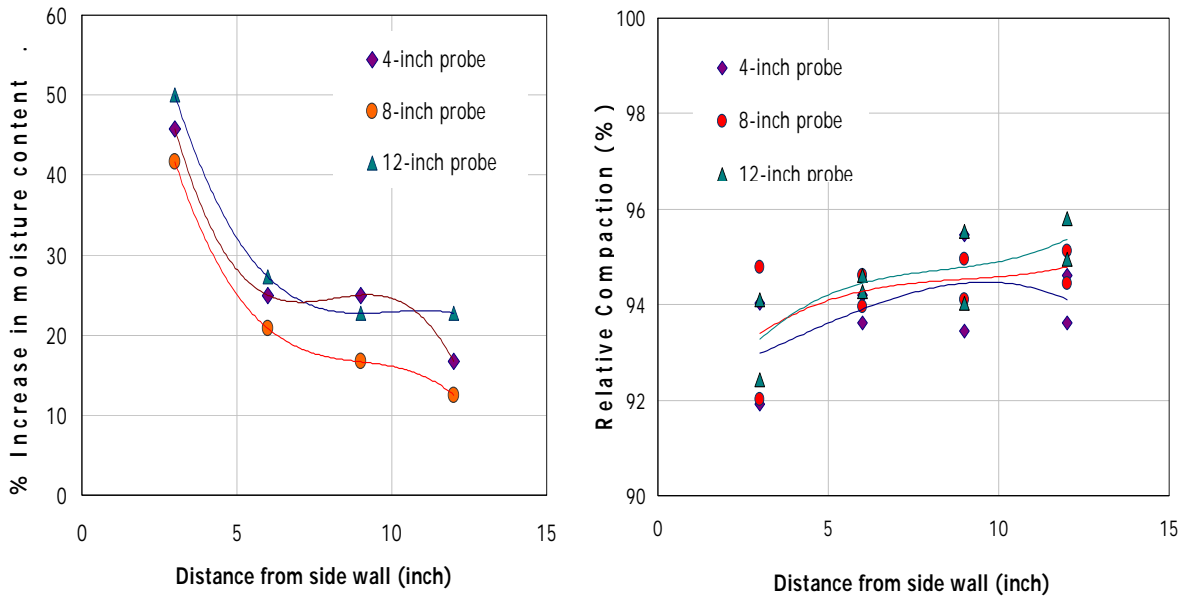 % Increase in moisture content .
60
50
40
30
20
10
0
0 5 10 15
Distance from side wall (inch)
4-inch probe
8-inch probe
12-inch probe
Relative Compaction (%)
100
98
96
94
92
90
0 5 10 15
Distance from side wall (inch)
4-inch probe
8-inch probe
12-inch probe